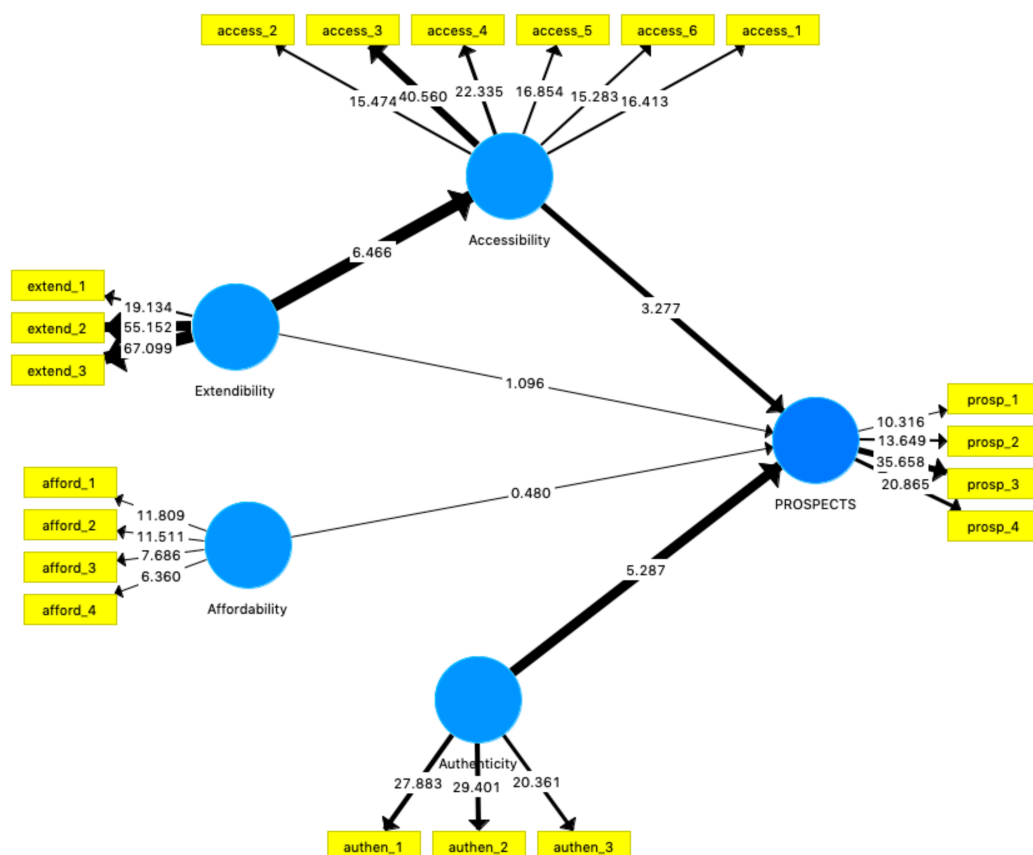 access_2
access_3
access_4
access_5
access_6
access_1
15.474
40.560
22.335
16.854
15.283
16.413
Accessibility
6.466
3.277
extend_1
extend_2
extend_3
19.134
55.152
67.099
Extendibility
1.096
prosp_1
prosp_2
prosp_3
prosp_4
10.316
13.649
35.658
20.865
PROSPECTS
afford_1
afford_2
afford_3
afford_4
11.809
11.511
7.686
6.360
Affordability
0.480
5.287
Authenticity
27.883
29.401
20.361
authen_1
authen_2
authen_3